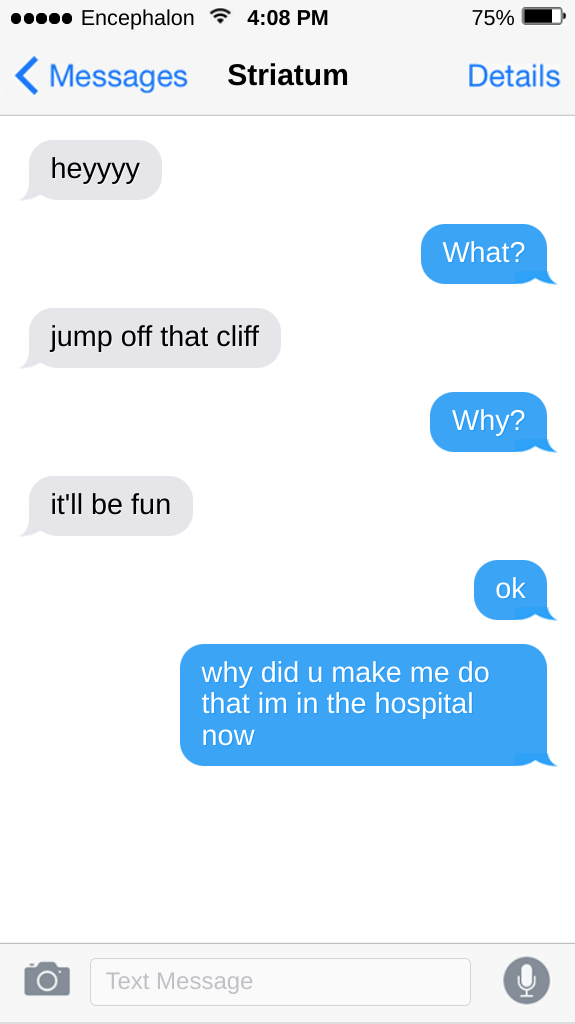 Encephalon 4:08 PM 75%
Messages Striatum Details
heyyyy
What?
jump off that cliff
Why?
it'll be fun
ok
why did u make me do
that im in the hospital
now
Text Message